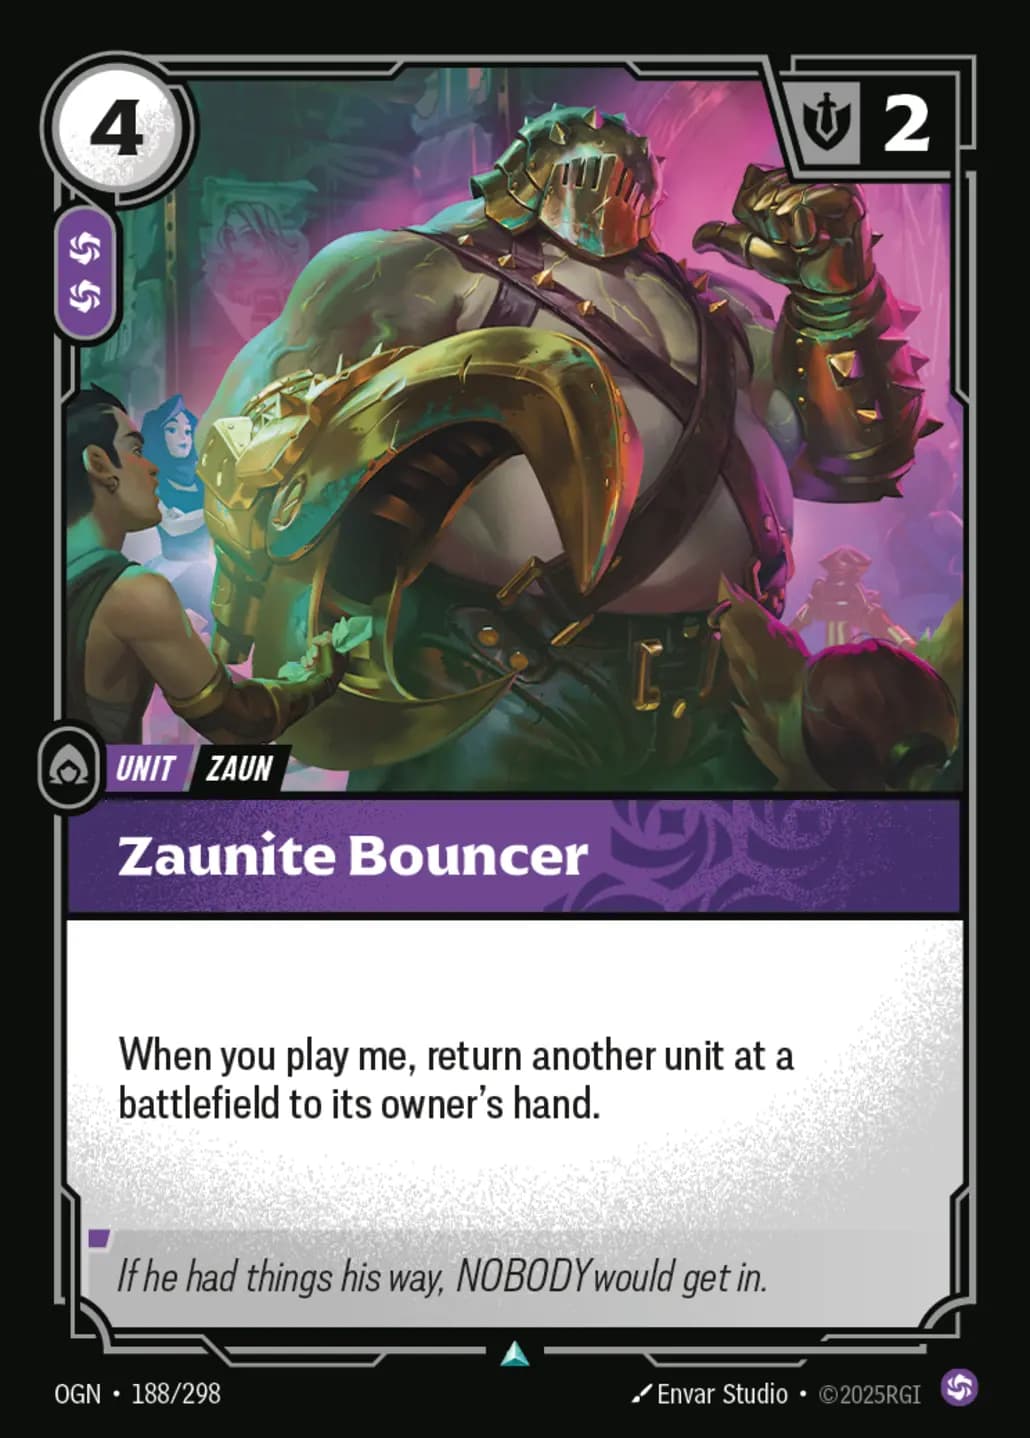 4
2
UNIT ZAUN
Zaunite Bouncer
When you play me, return another unit at a
battlefield to its owner's hand.
If he had things his way, NOBODY would get in.
OGN • 188/298
Envar Studio • ©2025RGI